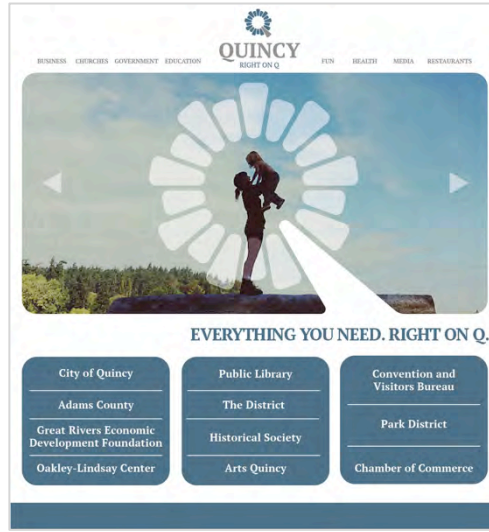 QUINCY
RIGHT ON Q
BUSINESS CHURCHES GOVERNMENT EDUCATION FUN HEALTH MEDIA RESTAURANTS
EVERYTHING YOU NEED. RIGHT ON Q.
City of Quincy
Adams County
Great Rivers Economic
Development Foundation
Oakley-Lindsay Center
Public Library
The District
Historical Society
Arts Quincy
Convention and
Visitors Bureau
Park District
Chamber of Commerce